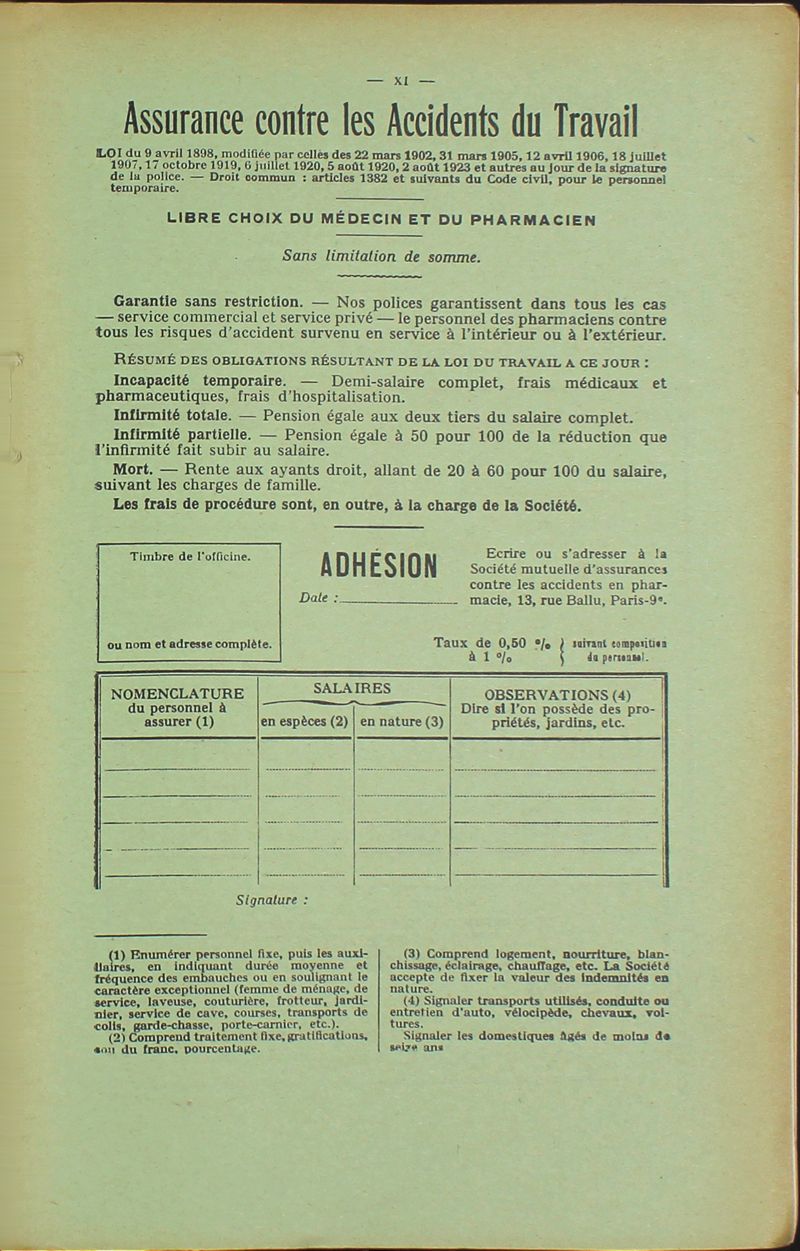 — XI —
Assurance contre les Accidents du Travail
LOI du 9 avril 1898, modifiée par celles des 22 mars 1902, 31 mars 1905, 12 avril 1906, 18 Juillet
1907, 17 octobre 1919, 6 juillet 1920, 5 août 1920, 2 août 1923 et autres au jour de la signature
de la police. — Droit commun : articles 1382 et suivants du Code civil, pour le personnel
temporaire.
LIBRE CHOIX DU MÉDECIN ET DU PHARMACIEN
Sans limitation de somme.
Garantie sans restriction. — Nos polices garantissent dans tous les cas
— service commercial et service privé — le personnel des pharmaciens contre
tous les risques d'accident survenu en service à l'intérieur ou à l'extérieur.
RÉSUMÉ DES OBLIGATIONS RÉSULTANT DE LA LOI DU TRAVAIL A CE JOUR :
Incapacité temporaire. — Demi-salaire complet, frais médicaux et
pharmaceutiques, frais d'hospitalisation.
Infirmité totale. — Pension égale aux deux tiers du salaire complet.
Infirmité partielle. — Pension égale à 50 pour 100 de la réduction que
l'infirmité fait subir au salaire.
Mort. — Rente aux ayants droit, allant de 20 à 60 pour 100 du salaire,
suivant les charges de famille.
Les frais de procédure sont, en outre, à la charge de la Société.
Timbre de l'officine.
ou nom et adresse complète.
ADHÉSION
Date :
Ecrire ou s'adresser à la
Société mutuelle d'assurances
contre les accidents en phar-
macie, 13, rue Ballu, Paris-9e.
Taux de 0,50 % } suivant composition
à 1 % } du personnel.
NOMENCLATURE
du personnel à
assurer (1)
SALAIRES
en espèces (2)
en nature (3)
OBSERVATIONS (4)
Dire si l'on possède des pro-
priétés, jardins, etc.
Signature :
(1) Enumérer personnel fixe, puis les auxi-
liaires, en indiquant durée moyenne et
fréquence des embauches ou en soulignant le
caractère exceptionnel (femme de ménage, de
service, laveuse, couturière, frotteur, jardi-
nier, service de cave, courses, transports de
colis, garde-chasse, porte-carnier, etc.).
(2) Comprend traitement fixe, gratifications,
sou du franc, pourcentage.
(3) Comprend logement, nourriture, blan-
chissage, éclairage, chauffage, etc. La Société
accepte de fixer la valeur des indemnités en
nature.
(4) Signaler transports utilisés, conduite ou
entretien d'auto, vélocipède, chevaux, voi-
tures.
Signaler les domestiques âgés de moins de
seize ans